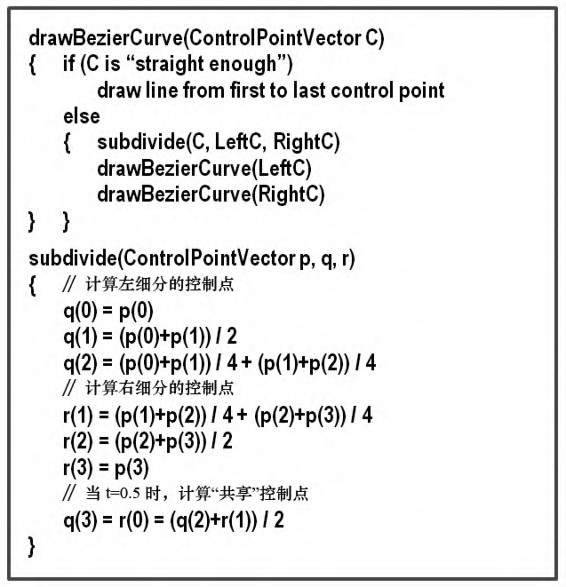 drawBezierCurve(ControlPointVector C)
{ if (C is “straight enough”)
draw line from first to last control point
else
{ subdivide(C, LeftC, RightC)
drawBezierCurve(LeftC)
drawBezierCurve(RightC)
} }
subdivide(ControlPointVector p, q, r)
{ // 计算左细分的控制点
q(0) = p(0)
q(1) = (p(0)+p(1)) / 2
q(2) = (p(0)+p(1)) / 4 + (p(1)+p(2)) / 4
// 计算右细分的控制点
r(1) = (p(1)+p(2)) / 4 + (p(2)+p(3)) / 4
r(2) = (p(2)+p(3)) / 2
r(3) = p(3)
// 当 t=0.5 时，计算“共享”控制点
q(3) = r(0) = (q(2)+r(1)) / 2
}